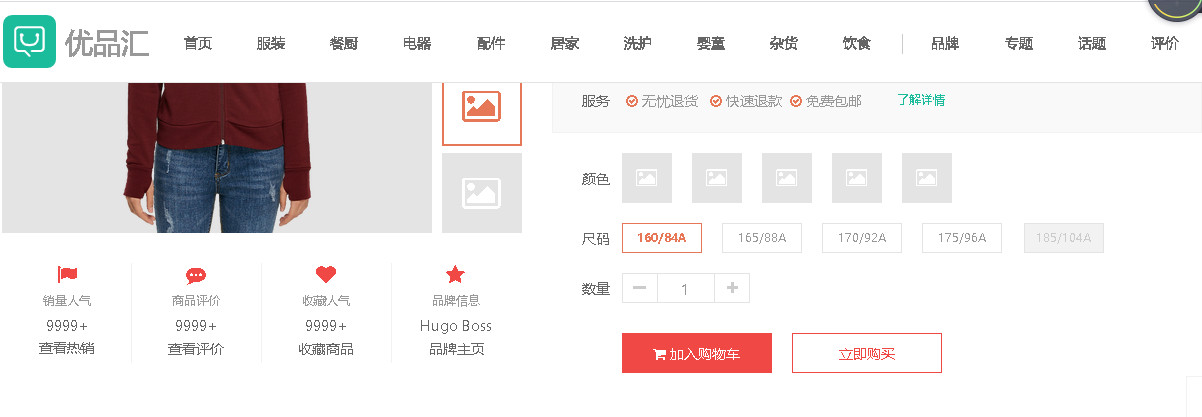 优品汇
首页 服装 餐厨 电器 配件 居家 洗护 婴童 杂货 饮食 品牌 专题 话题 评价
服务 无忧退货 快速退款 免费包邮 了解详情
颜色
尺码 160/84A 165/88A 170/92A 175/96A 185/104A
数量 1
销量人气 商品评价 收藏人气 品牌信息
9999+ 9999+ 9999+ Hugo Boss
查看热销 查看评价 收藏商品 品牌主页
加入购物车 立即购买